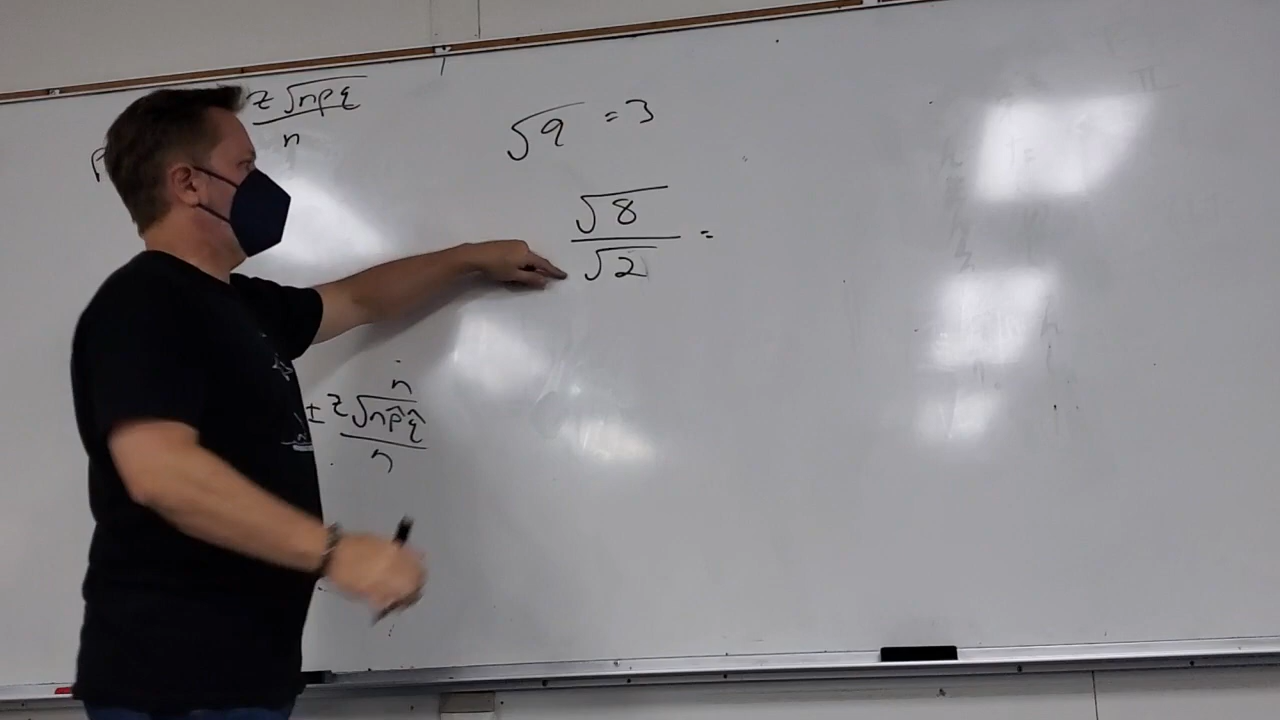 z √npq
n
p
√9 = 3
√8
√2 =
n
± z √np̂q̂
n